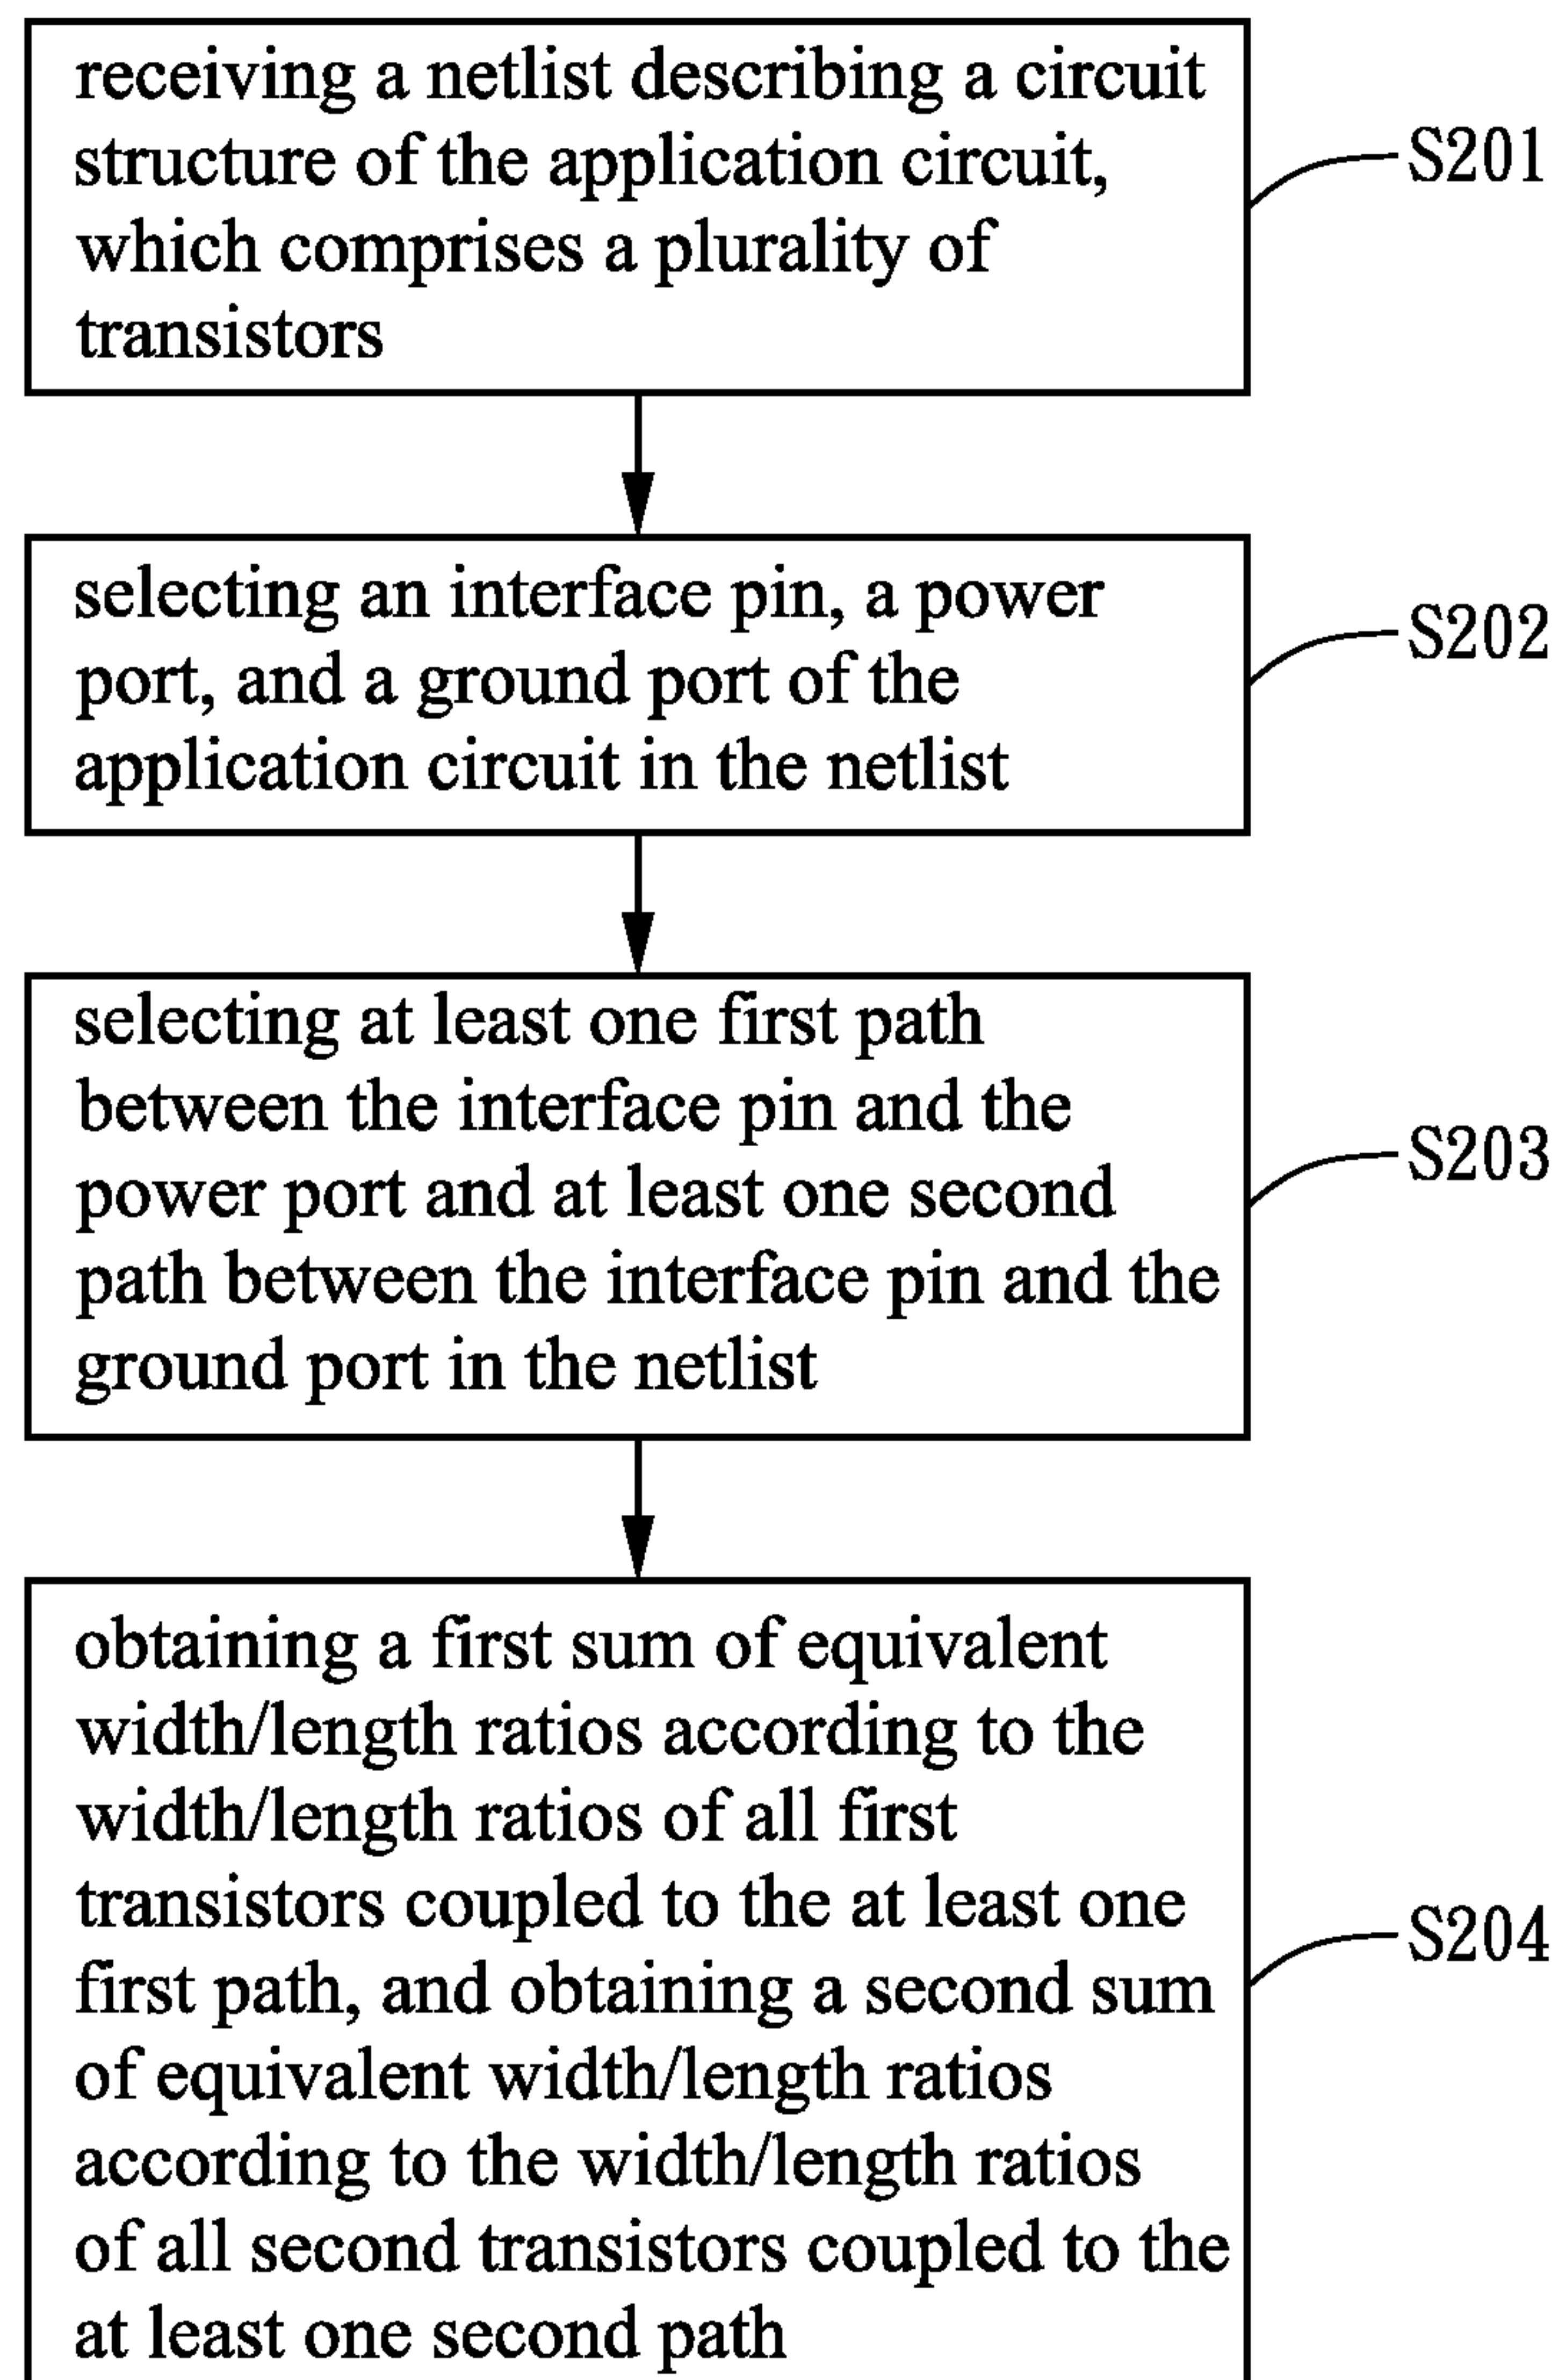 receiving a netlist describing a circuit
structure of the application circuit,
which comprises a plurality of
transistors
S201
selecting an interface pin, a power
port, and a ground port of the
application circuit in the netlist
S202
selecting at least one first path
between the interface pin and the
power port and at least one second
path between the interface pin and the
ground port in the netlist
S203
obtaining a first sum of equivalent
width/length ratios according to the
width/length ratios of all first
transistors coupled to the at least one
first path, and obtaining a second sum
of equivalent width/length ratios
according to the width/length ratios
of all second transistors coupled to the
at least one second path
S204